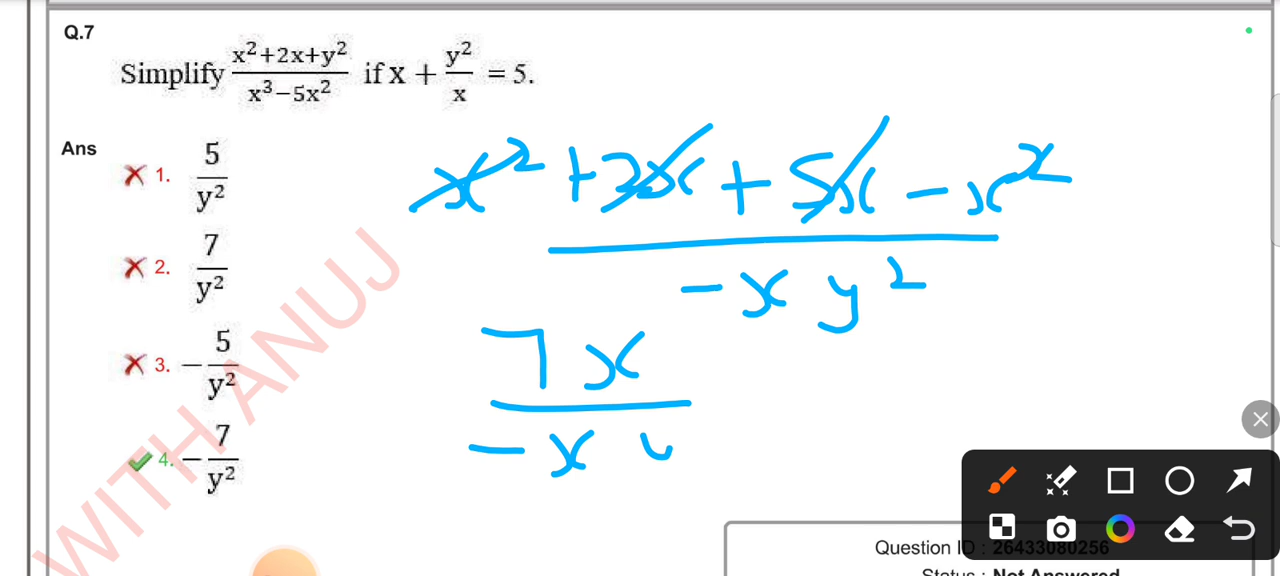 Q.7
Simplify (x²+2x+y²)/(x³−5x²) if x + y²/x = 5.
Ans
1. 5/y²
2. 7/y²
3. −5/y²
4. −7/y²
x² + 2x + 5x − x²
−x y²
7x
−x y
WITH ANUJ
Question ID : 26433080256
Status : Not Answered